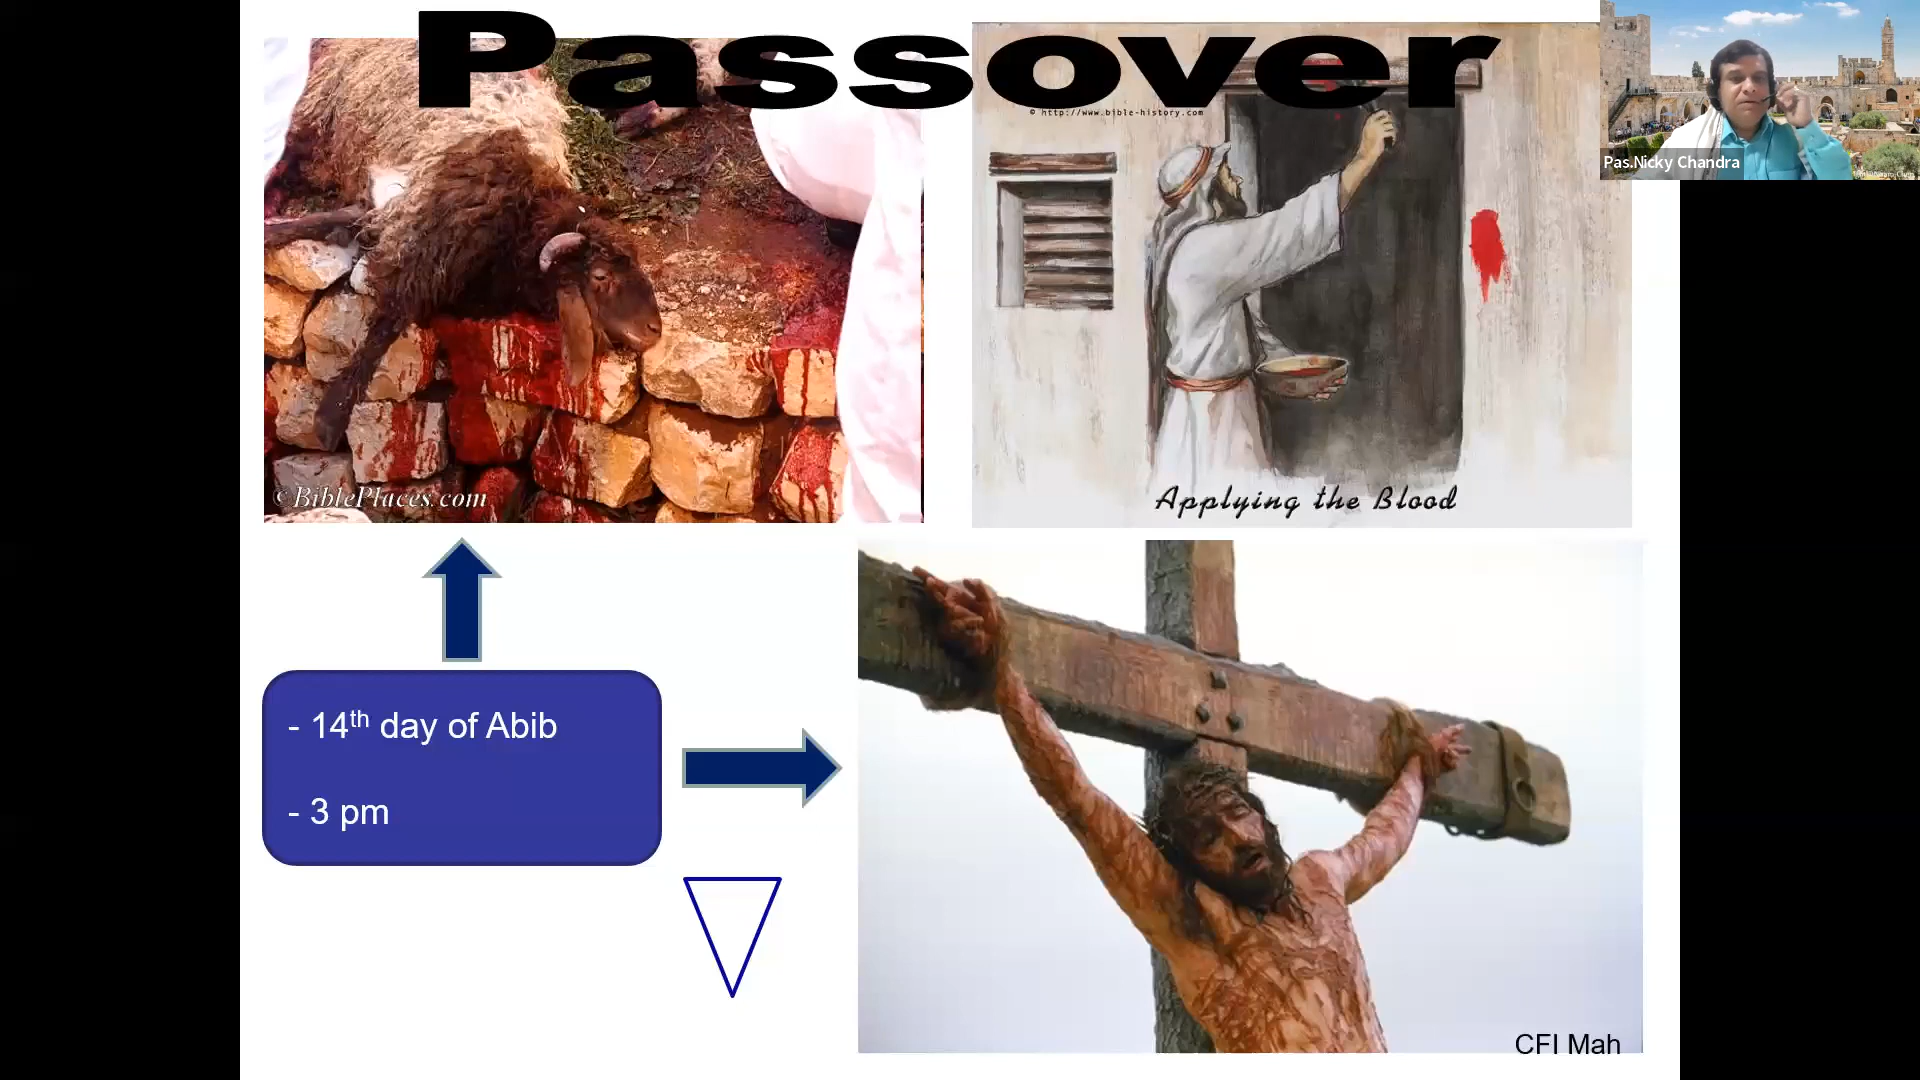 Passover
© http://www.bible-history.com
Pas.Nicky Chandra
©BiblePlaces.com
Applying the Blood
- 14th day of Abib
- 3 pm
CFI Mah